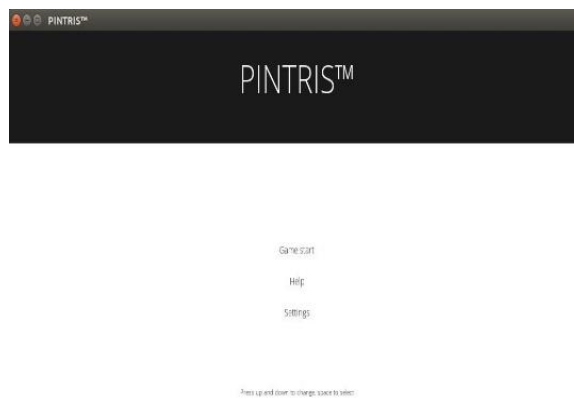 PINTRIS™
PINTRIS™
Game start
Help
Settings
Press up and down to change, space to select